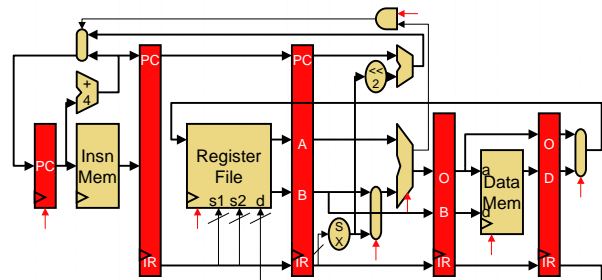 PC
PC
<<
2
+
4
PC
Insn
Mem
Register
File
s1 s2 d
A
B
S
X
O
B
a
Data
Mem
d
O
D
IR
IR
IR
IR